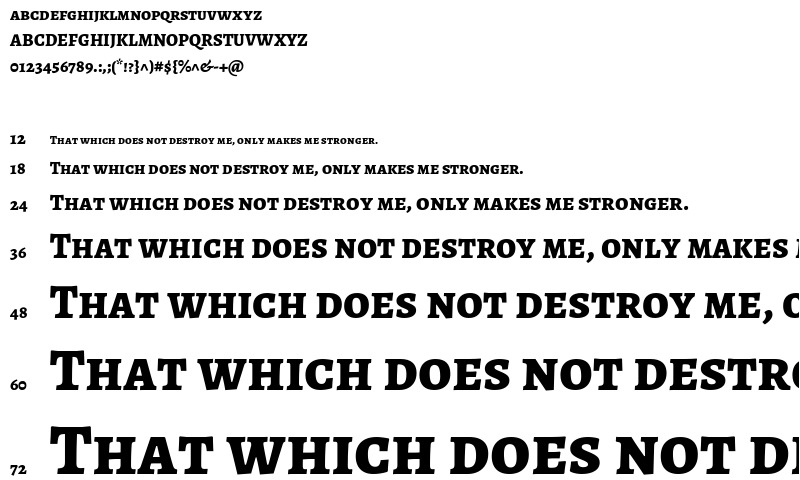 ABCDEFGHIJKLMNOPQRSTUVWXYZ
ABCDEFGHIJKLMNOPQRSTUVWXYZ
0123456789.:,;(*!?}^)#${%^&-+@
12 That which does not destroy me, only makes me stronger.
18 That which does not destroy me, only makes me stronger.
24 That which does not destroy me, only makes me stronger.
36 That which does not destroy me, only makes
48 That which does not destroy me,
60 That which does not
72 That which does not